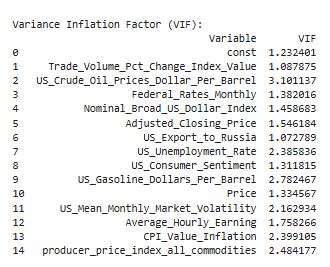 Variance Inflation Factor (VIF):
Variable VIF
0 const 1.232401
1 Trade_Volume_Pct_Change_Index_Value 1.087875
2 US_Crude_Oil_Prices_Dollar_Per_Barrel 3.101137
3 Federal_Rates_Monthly 1.382016
4 Nominal_Broad_US_Dollar_Index 1.458683
5 Adjusted_Closing_Price 1.546184
6 US_Export_to_Russia 1.072789
7 US_Unemployment_Rate 2.385836
8 US_Consumer_Sentiment 1.311815
9 US_Gasoline_Dollars_Per_Barrel 2.782467
10 Price 1.334567
11 US_Mean_Monthly_Market_Volatility 2.162934
12 Average_Hourly_Earning 1.758266
13 CPI_Value_Inflation 2.399105
14 producer_price_index_all_commodities 2.484177